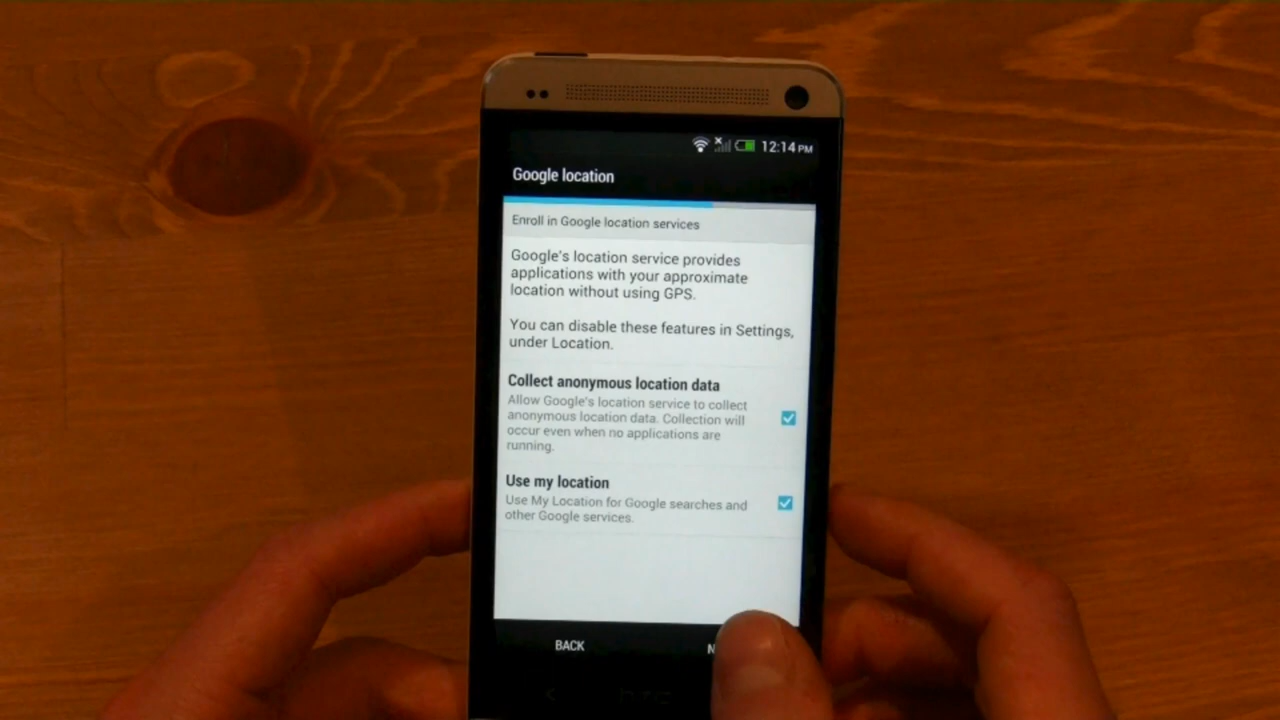 12:14 PM
Google location
Enroll in Google location services
Google's location service provides
applications with your approximate
location without using GPS.
You can disable these features in Settings,
under Location.
Collect anonymous location data
Allow Google's location service to collect
anonymous location data. Collection will
occur even when no applications are
running.
Use my location
Use My Location for Google searches and
other Google services.
BACK